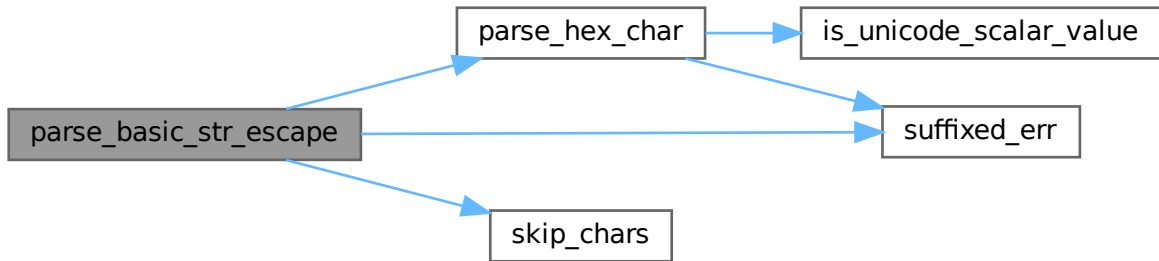 parse_hex_char
is_unicode_scalar_value
parse_basic_str_escape
suffixed_err
skip_chars